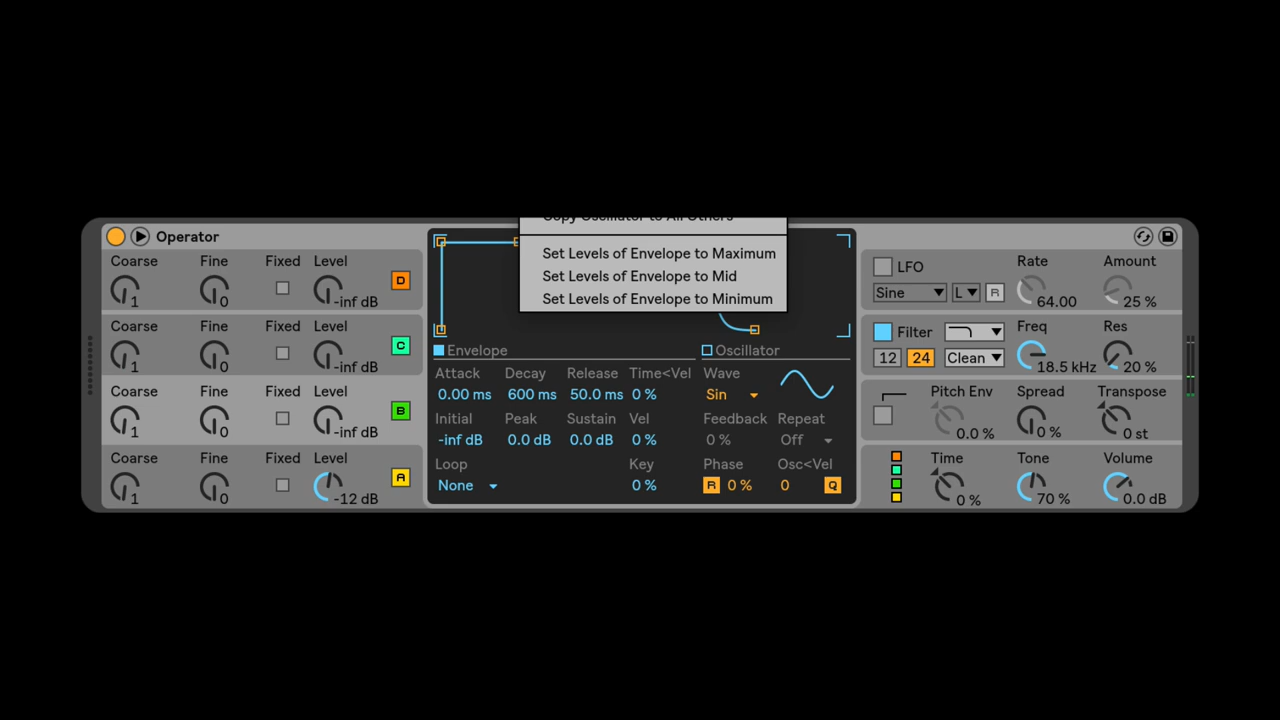 Operator
Coarse Fine Fixed Level
1 0 -inf dB D
Coarse Fine Fixed Level
1 0 -inf dB C
Coarse Fine Fixed Level
1 0 -inf dB B
Coarse Fine Fixed Level
1 0 -12 dB A
Copy Oscillator to All Others
Set Levels of Envelope to Maximum
Set Levels of Envelope to Mid
Set Levels of Envelope to Minimum
Envelope Oscillator
Attack Decay Release Time<Vel Wave
0.00 ms 600 ms 50.0 ms 0 % Sin
Initial Peak Sustain Vel Feedback Repeat
-inf dB 0.0 dB 0.0 dB 0 % 0 % Off
Loop Key Phase Osc<Vel
None 0 % R 0 % 0 Q
LFO Rate Amount
Sine L R 64.00 25 %
Filter Freq Res
12 24 Clean 18.5 kHz 20 %
Pitch Env Spread Transpose
0.0 % 0 % 0 st
Time Tone Volume
0 % 70 % 0.0 dB